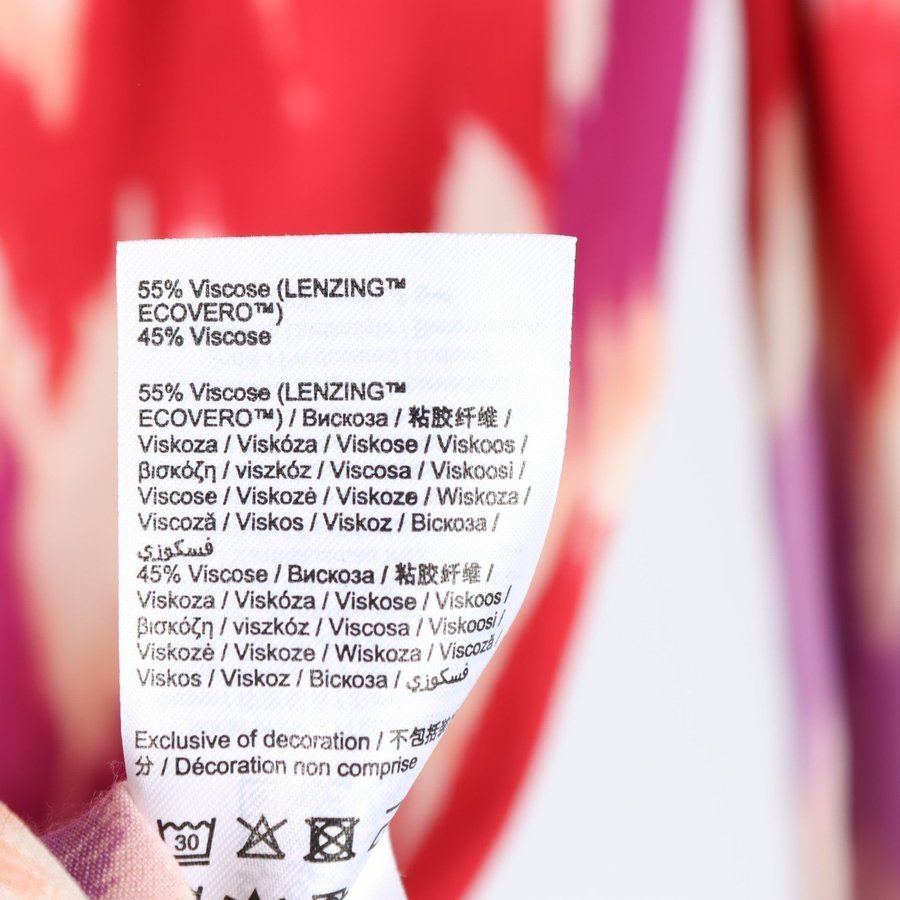 55% Viscose (LENZING™
ECOVERO™)
45% Viscose
55% Viscose (LENZING™
ECOVERO™) / Вискоза / 粘胶纤维 /
Viskoza / Viskóza / Viskose / Viskoos /
βισκόζη / viszkóz / Viscosa / Viskoosi /
Viscose / Viskozė / Viskoze / Wiskoza /
Viscoză / Viskos / Viskoz / Віскоза /
فسكوزي
45% Viscose / Вискоза / 粘胶纤维 /
Viskoza / Viskóza / Viskose / Viskoos /
βισκόζη / viszkóz / Viscosa / Viskoosi /
Viskozė / Viskoze / Wiskoza / Viscoză /
Viskos / Viskoz / Віскоза / فسكوزي
Exclusive of decoration / 不包括
分 / Décoration non comprise
30